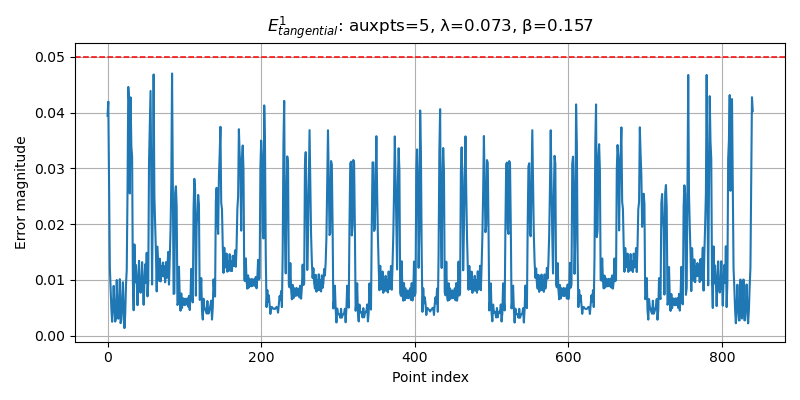 E¹tangential: auxpts=5, λ=0.073, β=0.157
0.05
0.04
0.03
0.02
0.01
0.00
Error magnitude
0 200 400 600 800
Point index